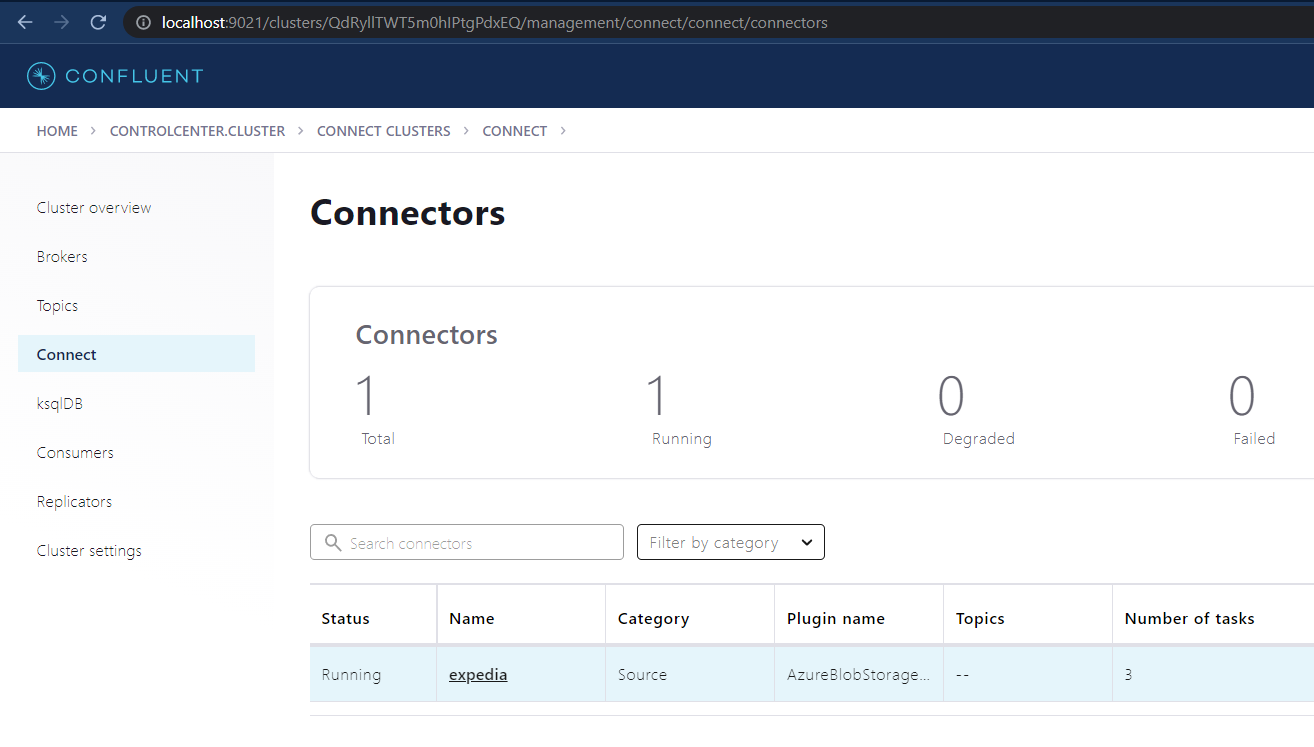 localhost:9021/clusters/QdRyllTWT5m0hIPtgPdxEQ/management/connect/connect/connectors
CONFLUENT
HOME > CONTROLCENTER.CLUSTER > CONNECT CLUSTERS > CONNECT >
Cluster overview
Brokers
Topics
Connect
ksqlDB
Consumers
Replicators
Cluster settings
Connectors
Connectors
1 1 0 0
Total Running Degraded Failed
Search connectors Filter by category
Status Name Category Plugin name Topics Number of tasks
Running expedia Source AzureBlobStorage... -- 3